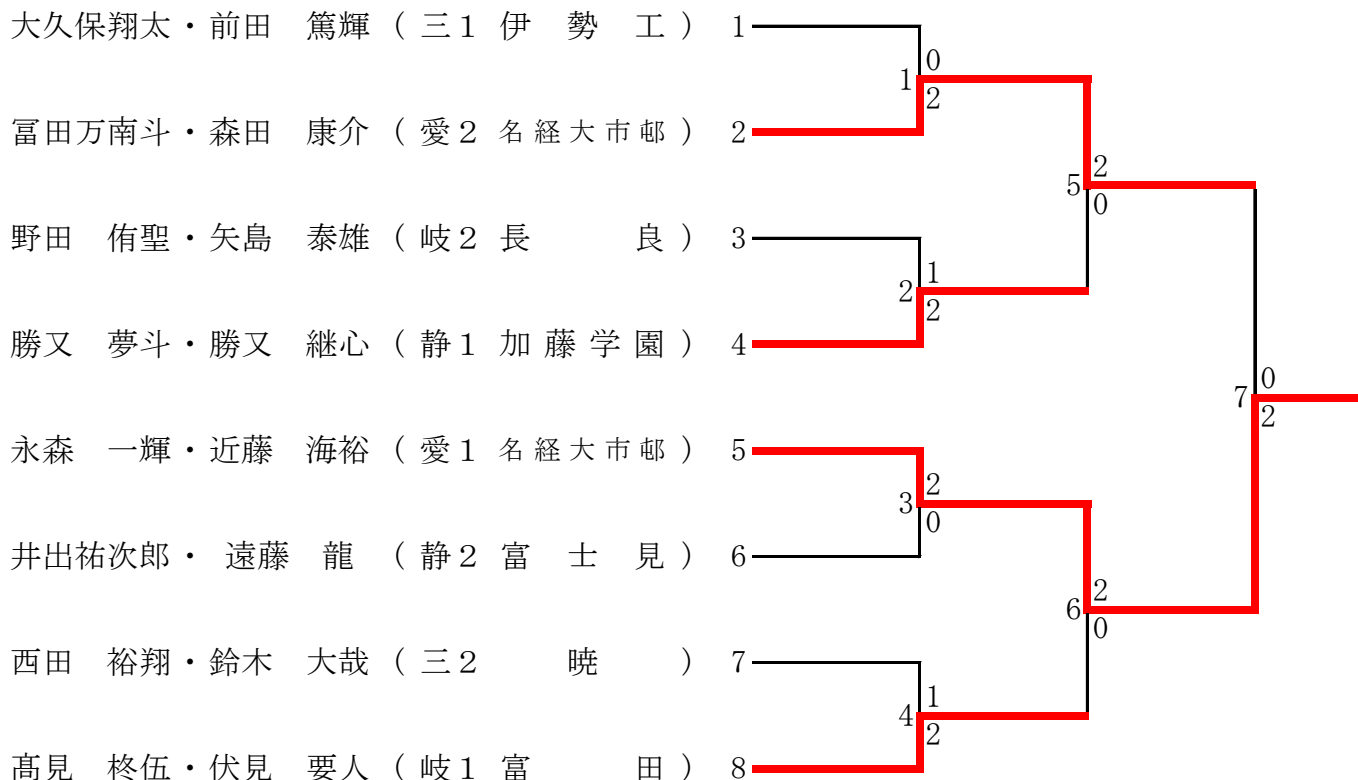 大久保翔太・前田 篤輝 （三1 伊勢工） 1
0
1
2
冨田万南斗・森田 康介 （愛2 名経大市邨） 2
2
5
0
野田 侑聖・矢島 泰雄 （岐2 長良） 3
1
2
2
勝又 夢斗・勝又 継心 （静1 加藤学園） 4
0
7
2
永森 一輝・近藤 海裕 （愛1 名経大市邨） 5
2
3
0
井出祐次郎・ 遠藤 龍 （静2 富士見） 6
2
6
0
西田 裕翔・鈴木 大哉 （三2 暁） 7
1
4
2
髙見 柊伍・伏見 要人 （岐1 富田） 8